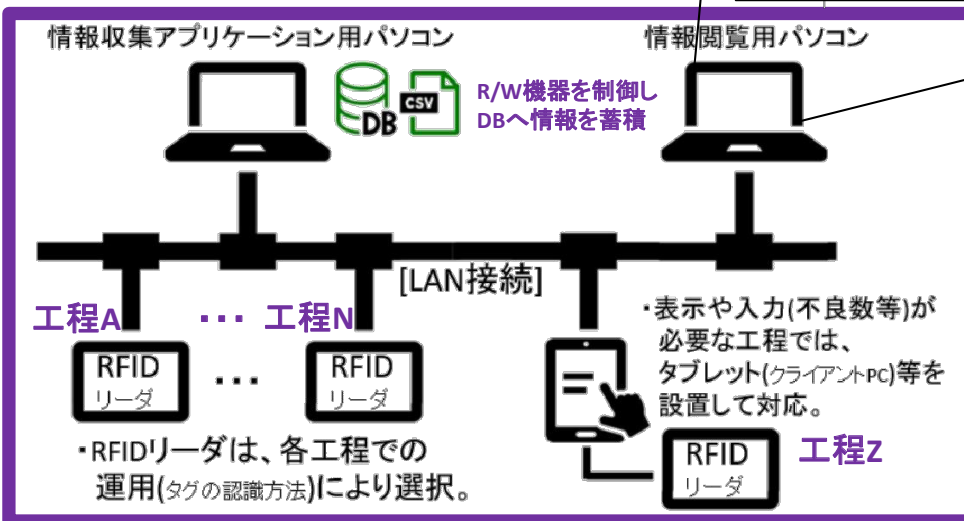 情報収集アプリケーション用パソコン
情報閲覧用パソコン
DB
CSV
R/W機器を制御し
DBへ情報を蓄積
[LAN接続]
工程A
・・・
工程N
RFID
リーダ
・・・
RFID
リーダ
・RFIDリーダは、各工程での
運用(タグの認識方法)により選択。
・表示や入力(不良数等)が
必要な工程では、
タブレット(クライアントPC)等を
設置して対応。
RFID
リーダ
工程Z